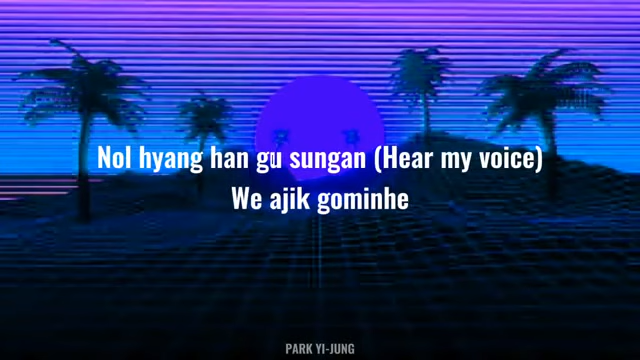 Nol hyang han gu sungan (Hear my voice)
We ajik gominhe
PARK YI-JUNG